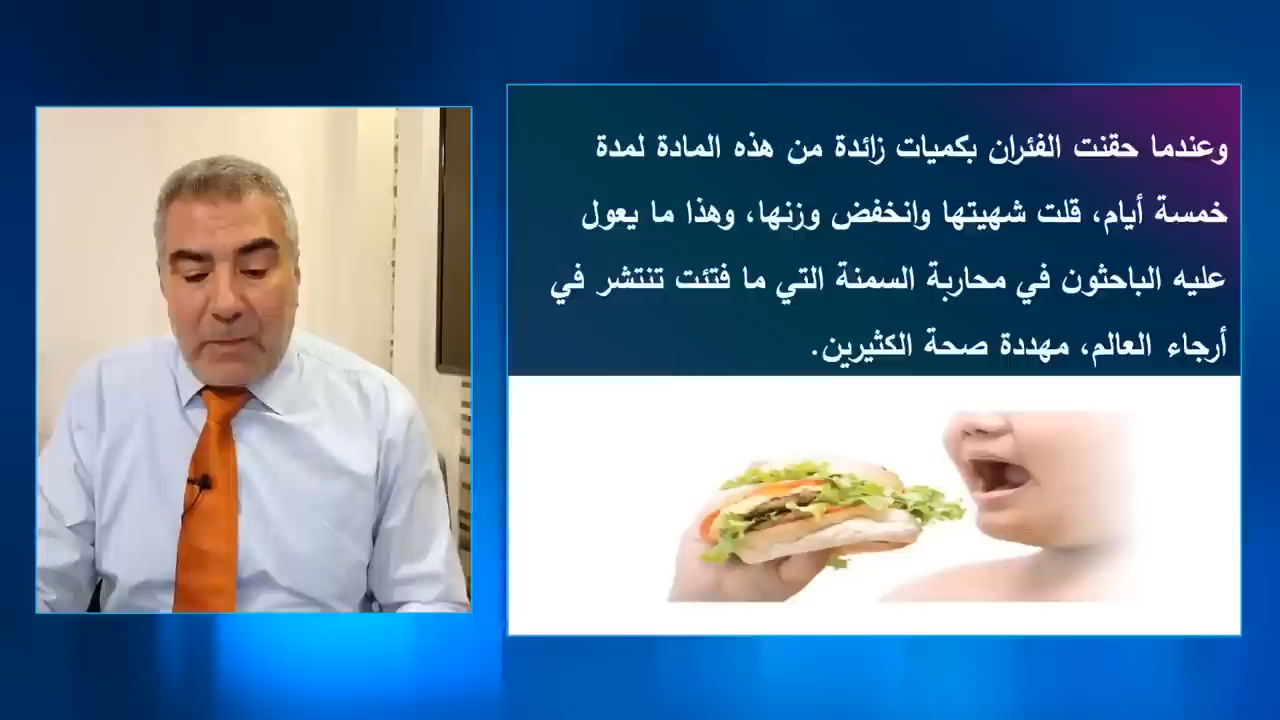 وعندما حقنت الفئران بكميات زائدة من هذه المادة لمدة
خمسة أيام، قلت شهيتها وانخفض وزنها، وهذا ما يعول
عليه الباحثون في محاربة السمنة التي ما فتئت تنتشر في
أرجاء العالم، مهددة صحة الكثيرين.